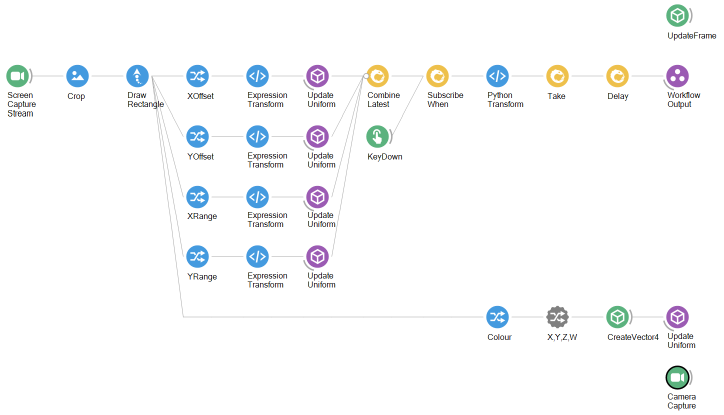 UpdateFrame
Screen
Capture
Stream
Crop
Draw
Rectangle
XOffset
Expression
Transform
Update
Uniform
Combine
Latest
Subscribe
When
Python
Transform
Take
Delay
Workflow
Output
YOffset
Expression
Transform
Update
Uniform
KeyDown
XRange
Expression
Transform
Update
Uniform
YRange
Expression
Transform
Update
Uniform
Colour
X,Y,Z,W
CreateVector4
Update
Uniform
Camera
Capture